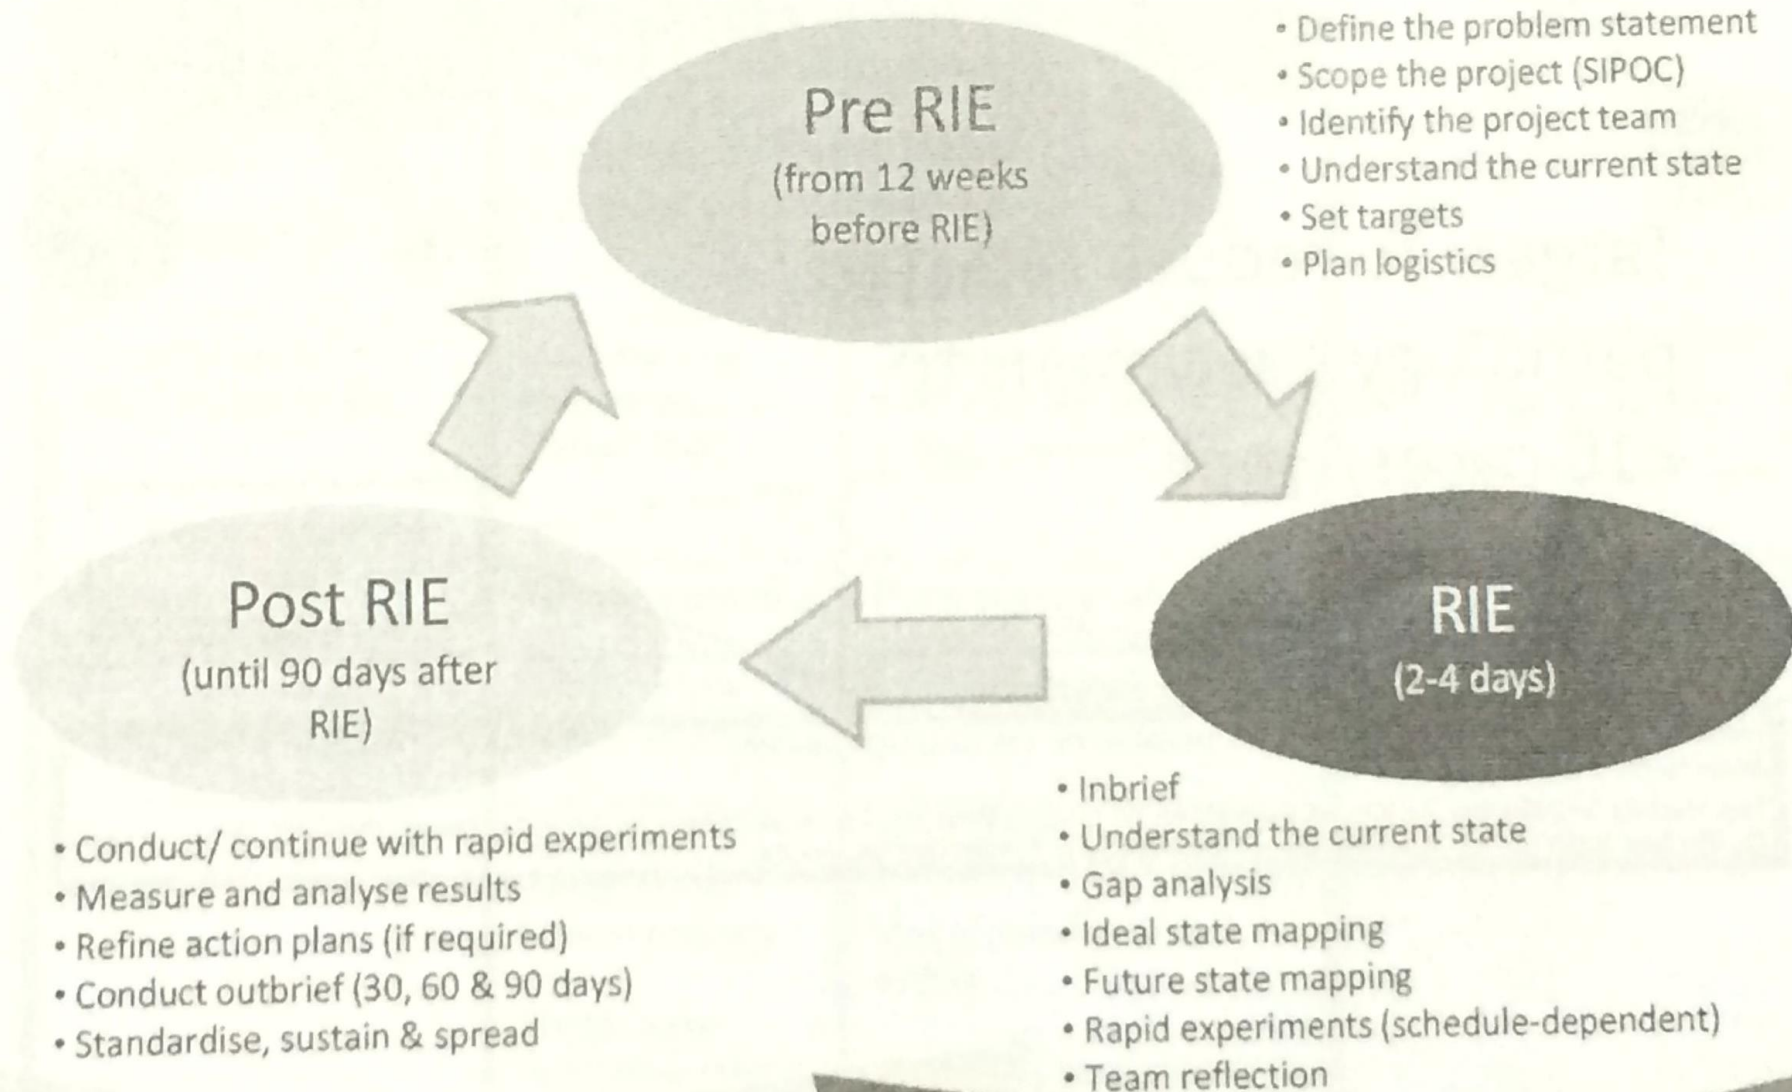 Pre RIE
(from 12 weeks
before RIE)
• Define the problem statement
• Scope the project (SIPOC)
• Identify the project team
• Understand the current state
• Set targets
• Plan logistics
RIE
(2-4 days)
• Inbrief
• Understand the current state
• Gap analysis
• Ideal state mapping
• Future state mapping
• Rapid experiments (schedule-dependent)
• Team reflection
Post RIE
(until 90 days after
RIE)
• Conduct/ continue with rapid experiments
• Measure and analyse results
• Refine action plans (if required)
• Conduct outbrief (30, 60 & 90 days)
• Standardise, sustain & spread